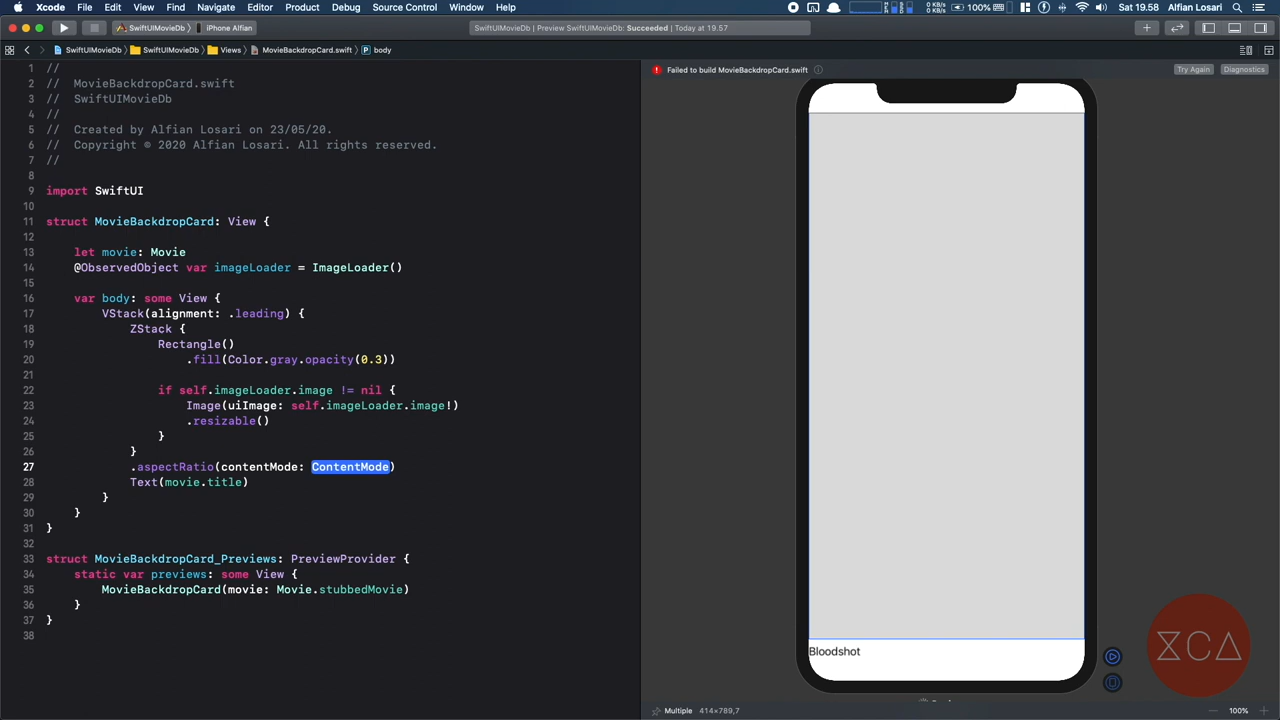 Xcode File Edit View Find Navigate Editor Product Debug Source Control Window Help 0 KB/s 0 KB/s 100% Sat 19.58 Alfian Losari
SwiftUIMovieDb iPhone Alfian SwiftUIMovieDb | Preview SwiftUIMovieDb: Succeeded | Today at 19.57
SwiftUIMovieDb SwiftUIMovieDb Views MovieBackdropCard.swift P body
1 //
2 // MovieBackdropCard.swift
3 // SwiftUIMovieDb
4 //
5 // Created by Alfian Losari on 23/05/20.
6 // Copyright © 2020 Alfian Losari. All rights reserved.
7 //
8
9 import SwiftUI
10
11 struct MovieBackdropCard: View {
12
13 let movie: Movie
14 @ObservedObject var imageLoader = ImageLoader()
15
16 var body: some View {
17 VStack(alignment: .leading) {
18 ZStack {
19 Rectangle()
20 .fill(Color.gray.opacity(0.3))
21
22 if self.imageLoader.image != nil {
23 Image(uiImage: self.imageLoader.image!)
24 .resizable()
25 }
26 }
27 .aspectRatio(contentMode: ContentMode)
28 Text(movie.title)
29 }
30 }
31 }
32
33 struct MovieBackdropCard_Previews: PreviewProvider {
34 static var previews: some View {
35 MovieBackdropCard(movie: Movie.stubbedMovie)
36 }
37 }
38
Failed to build MovieBackdropCard.swift
Try Again Diagnostics
Bloodshot
XCA
Multiple 414×789,7 100%